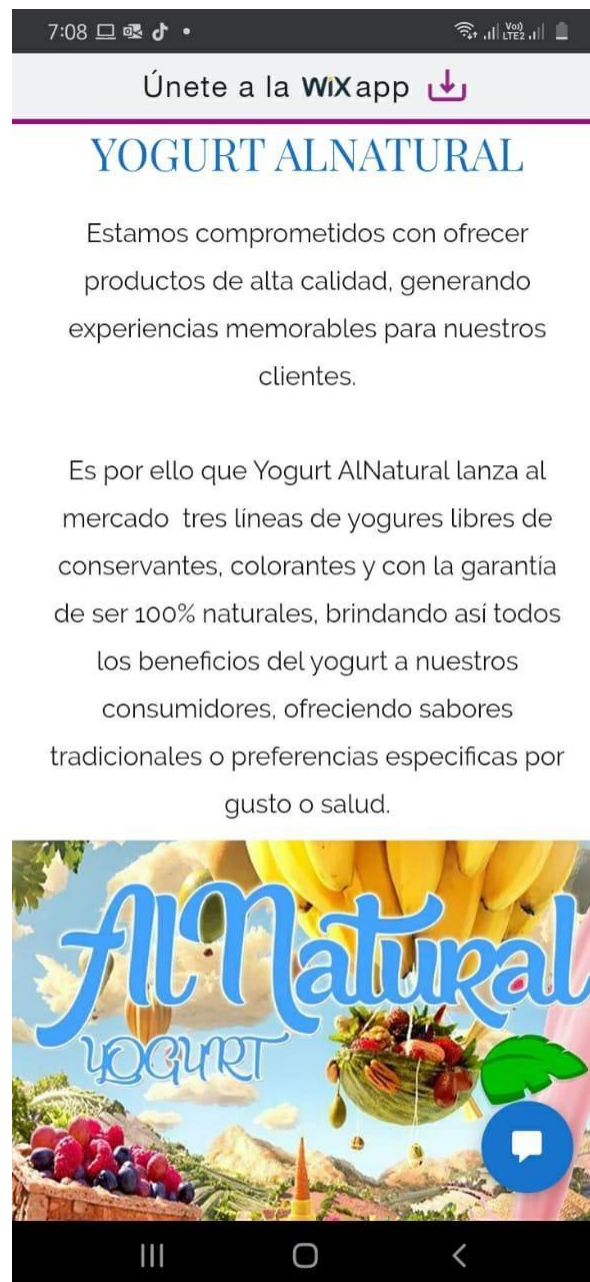 7:08
Vo)) LTE2
Únete a la WiX app
YOGURT ALNATURAL
Estamos comprometidos con ofrecer
productos de alta calidad, generando
experiencias memorables para nuestros
clientes.
Es por ello que Yogurt AlNatural lanza al
mercado tres líneas de yogures libres de
conservantes, colorantes y con la garantía
de ser 100% naturales, brindando así todos
los beneficios del yogurt a nuestros
consumidores, ofreciendo sabores
tradicionales o preferencias especificas por
gusto o salud.
AlNatural
YOGURT